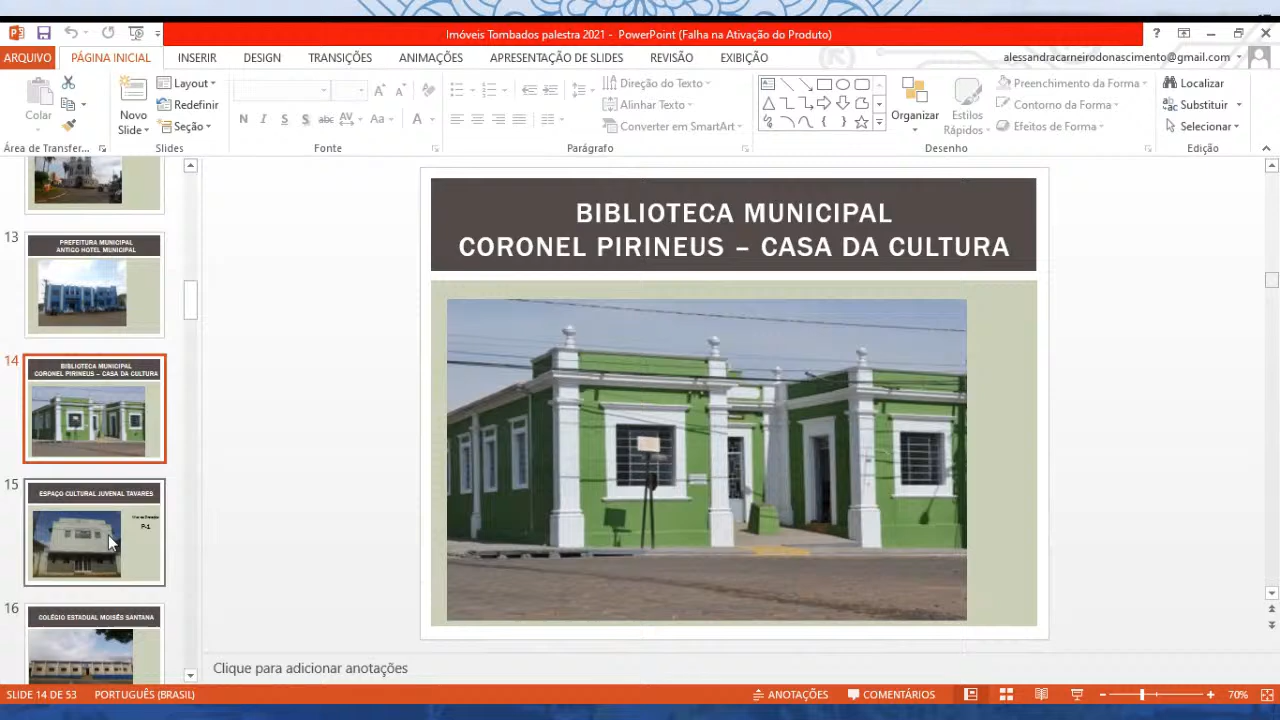 Imóveis Tombados palestra 2021 - PowerPoint (Falha na Ativação do Produto)
ARQUIVO PÁGINA INICIAL INSERIR DESIGN TRANSIÇÕES ANIMAÇÕES APRESENTAÇÃO DE SLIDES REVISÃO EXIBIÇÃO alessandracarneirodonascimento@gmail.com
Colar
Novo Slide
Layout
Redefinir
Seção
N I S S abc AV Aa A
Direção do Texto
Alinhar Texto
Converter em SmartArt
Organizar
Estilos Rápidos
Preenchimento da Forma
Contorno da Forma
Efeitos de Forma
Localizar
Substituir
Selecionar
Área de Transfer... Slides Fonte Parágrafo Desenho Edição
13
PREFEITURA MUNICIPAL
ANTIGO HOTEL MUNICIPAL
14
BIBLIOTECA MUNICIPAL
CORONEL PIRINEUS – CASA DA CULTURA
15
ESPAÇO CULTURAL JUVENAL TAVARES
P-1
16
COLÉGIO ESTADUAL MOISÉS SANTANA
BIBLIOTECA MUNICIPAL
CORONEL PIRINEUS – CASA DA CULTURA
Clique para adicionar anotações
SLIDE 14 DE 53 PORTUGUÊS (BRASIL) ANOTAÇÕES COMENTÁRIOS 70%